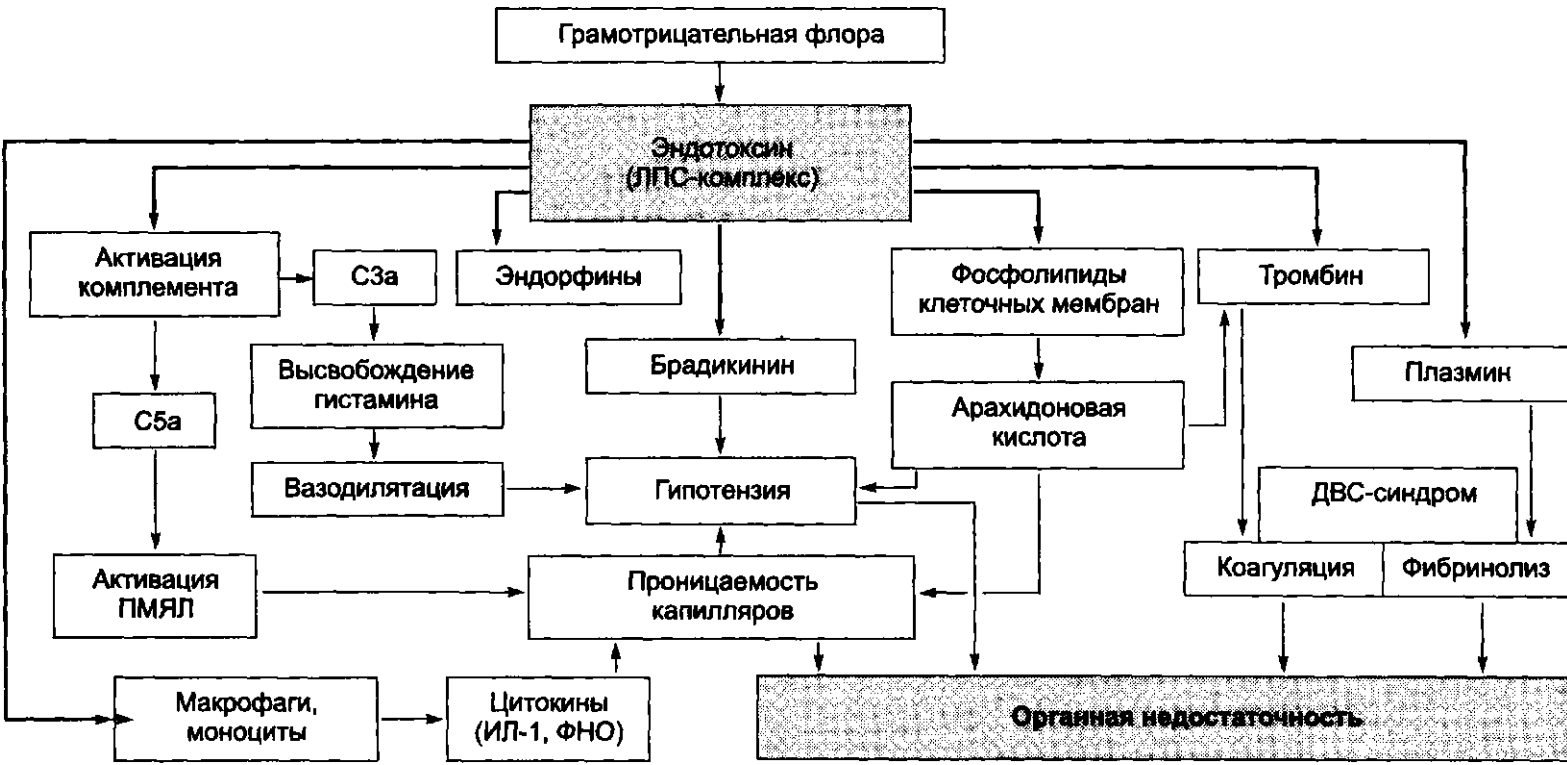 Грамотрицательная флора
Эндотоксин
(ЛПС-комплекс)
Активация
комплемента
С3а
Эндорфины
Фосфолипиды
клеточных мембран
Тромбин
Высвобождение
гистамина
Брадикинин
Плазмин
С5а
Арахидоновая
кислота
Вазодилятация
Гипотензия
ДВС-синдром
Активация
ПМЯЛ
Проницаемость
капилляров
Коагуляция
Фибринолиз
Макрофаги,
моноциты
Цитокины
(ИЛ-1, ФНО)
Органная недостаточность